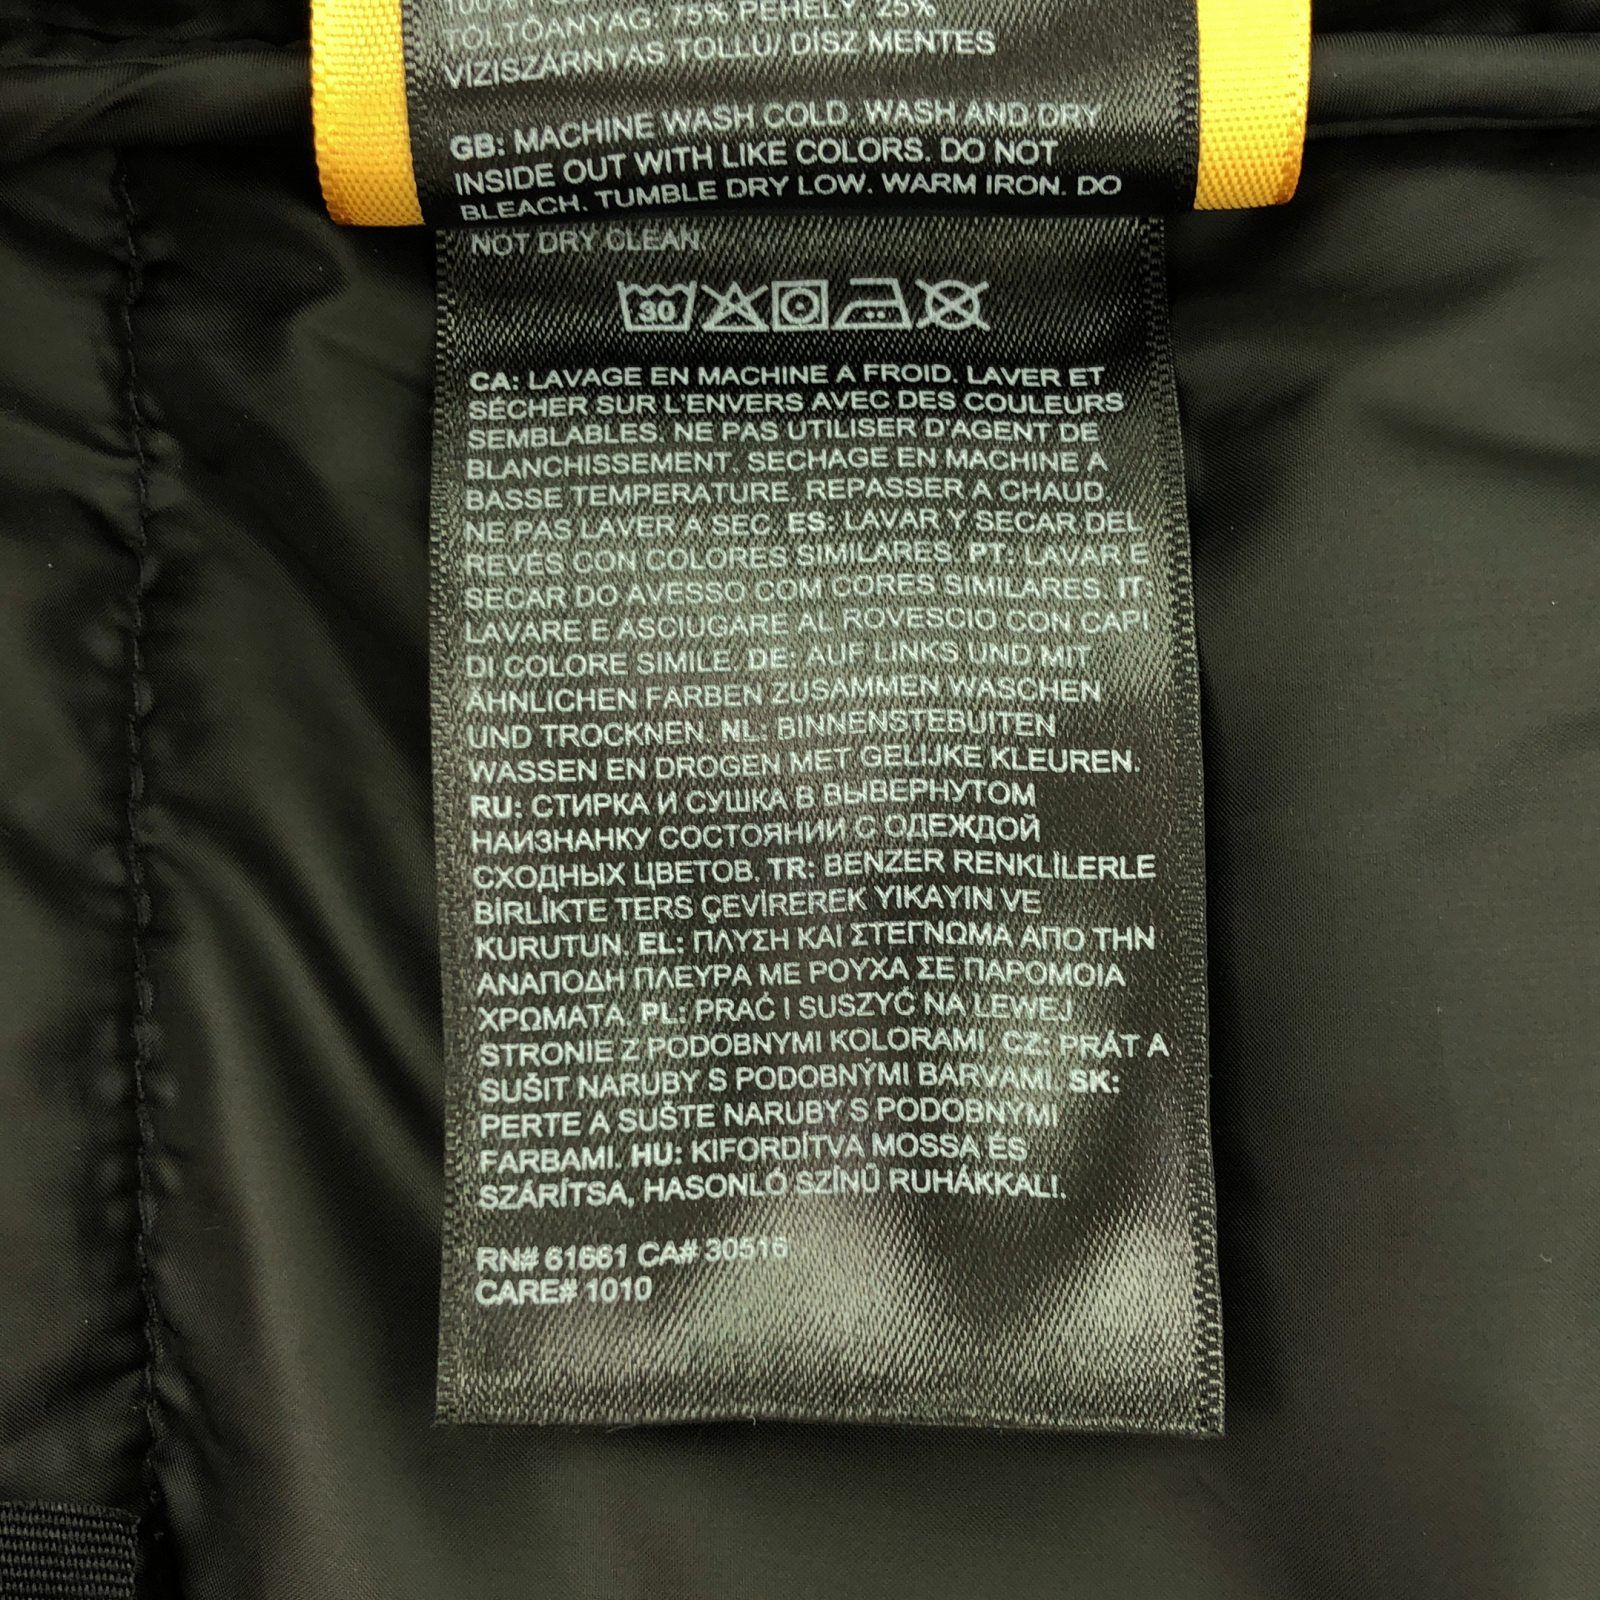 TÖLTÖANYAG: 75% PEHELY, 25%
VÍZISZÁRNYAS TOLLU/ DÍSZ MENTES
GB: MACHINE WASH COLD. WASH AND DRY
INSIDE OUT WITH LIKE COLORS. DO NOT
BLEACH. TUMBLE DRY LOW. WARM IRON. DO
NOT DRY CLEAN.
30
CA: LAVAGE EN MACHINE A FROID. LAVER ET
SÉCHER SUR L'ENVERS AVEC DES COULEURS
SEMBLABLES. NE PAS UTILISER D'AGENT DE
BLANCHISSEMENT. SECHAGE EN MACHINE A
BASSE TEMPERATURE. REPASSER A CHAUD.
NE PAS LAVER A SEC. ES: LAVAR Y SECAR DEL
REVÉS CON COLORES SIMILARES. PT: LAVAR E
SECAR DO AVESSO COM CORES SIMILARES. IT:
LAVARE E ASCIUGARE AL ROVESCIO CON CAPI
DI COLORE SIMILE. DE: AUF LINKS UND MIT
ÄHNLICHEN FARBEN ZUSAMMEN WASCHEN
UND TROCKNEN. NL: BINNENSTEBUITEN
WASSEN EN DROGEN MET GELIJKE KLEUREN.
RU: СТИРКА И СУШКА В ВЫВЕРНУТОМ
НАИЗНАНКУ СОСТОЯНИИ С ОДЕЖДОЙ
СХОДНЫХ ЦВЕТОВ. TR: BENZER RENKLİLERLE
BİRLİKTE TERS ÇEVİREREK YIKAYIN VE
KURUTUN. EL: ΠΛΥΣΗ ΚΑΙ ΣΤΕΓΝΩΜΑ ΑΠΟ ΤΗΝ
ΑΝΑΠΟΔΗ ΠΛΕΥΡΑ ΜΕ ΡΟΥΧΑ ΣΕ ΠΑΡΟΜΟΙΑ
ΧΡΩΜΑΤΑ. PL: PRAĆ I SUSZYĆ NA LEWEJ
STRONIE Z PODOBNYMI KOLORAMI. CZ: PRÁT A
SUŠIT NARUBY S PODOBNÝMI BARVAMI. SK:
PERTE A SUŠTE NARUBY S PODOBNÝMI
FARBAMI. HU: KIFORDÍTVA MOSSA ÉS
SZÁRÍTSA, HASONLÓ SZÍNŰ RUHÁKKAL!.
RN# 61661 CA# 30516
CARE# 1010